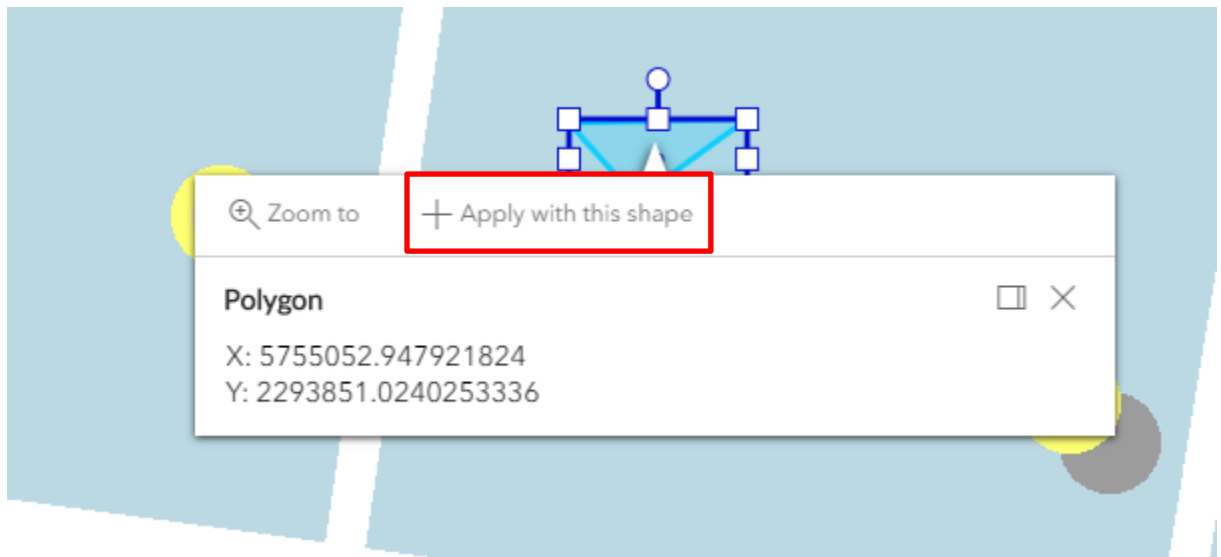 Zoom to
Apply with this shape
Polygon
X: 5755052.947921824
Y: 2293851.0240253336